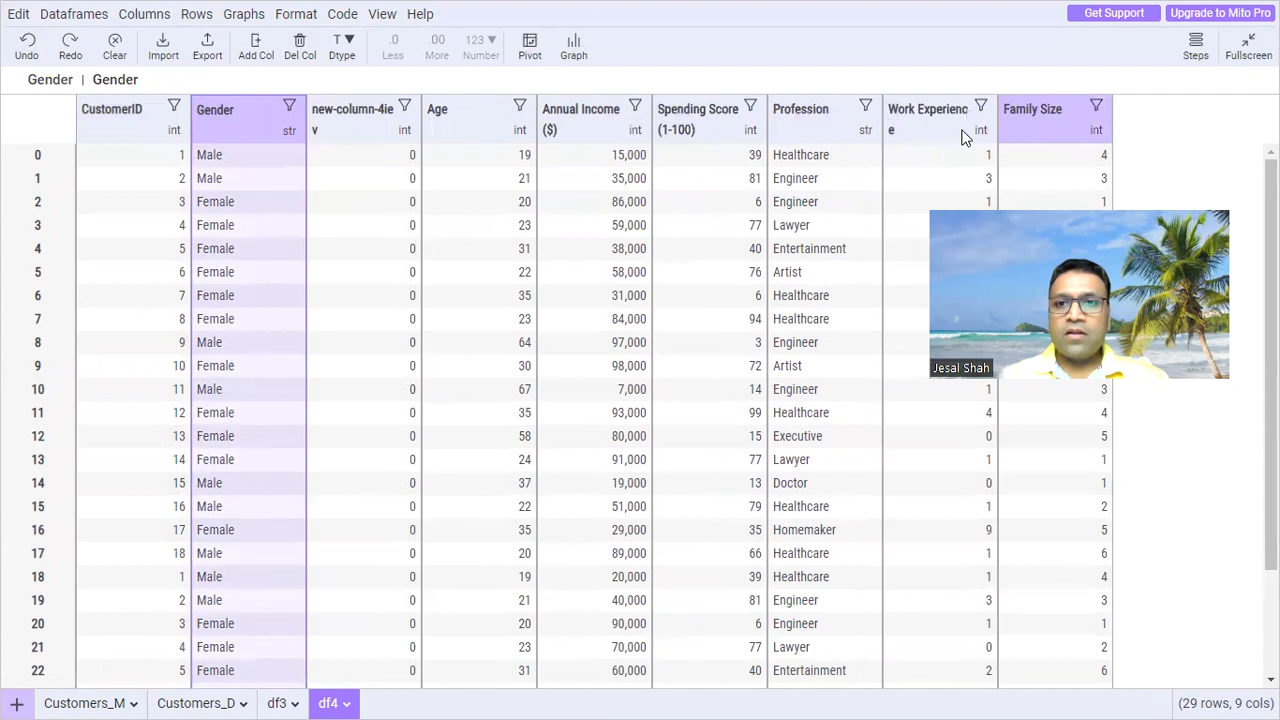 Edit Dataframes Columns Rows Graphs Format Code View Help Get Support Upgrade to Mito Pro
.0 .00 123
Undo Redo Clear Import Export Add Col Del Col Dtype Less More Number Pivot Graph Steps Fullscreen
Gender | Gender
CustomerID Gender new-column-4ie Age Annual Income Spending Score Profession Work Experienc Family Size
int str v int int ($) int (1-100) int str e int int
0 1 Male 0 19 15,000 39 Healthcare 1 4
1 2 Male 0 21 35,000 81 Engineer 3 3
2 3 Female 0 20 86,000 6 Engineer 1 1
3 4 Female 0 23 59,000 77 Lawyer
4 5 Female 0 31 38,000 40 Entertainment
5 6 Female 0 22 58,000 76 Artist
6 7 Female 0 35 31,000 6 Healthcare
7 8 Female 0 23 84,000 94 Healthcare
8 9 Male 0 64 97,000 3 Engineer
9 10 Female 0 30 98,000 72 Artist Jesal Shah
10 11 Male 0 67 7,000 14 Engineer 1 3
11 12 Female 0 35 93,000 99 Healthcare 4 4
12 13 Female 0 58 80,000 15 Executive 0 5
13 14 Female 0 24 91,000 77 Lawyer 1 1
14 15 Male 0 37 19,000 13 Doctor 0 1
15 16 Male 0 22 51,000 79 Healthcare 1 2
16 17 Female 0 35 29,000 35 Homemaker 9 5
17 18 Male 0 20 89,000 66 Healthcare 1 6
18 1 Male 0 19 20,000 39 Healthcare 1 4
19 2 Male 0 21 40,000 81 Engineer 3 3
20 3 Female 0 20 90,000 6 Engineer 1 1
21 4 Female 0 23 70,000 77 Lawyer 0 2
22 5 Female 0 31 60,000 40 Entertainment 2 6
+ Customers_M Customers_D df3 df4 (29 rows, 9 cols)